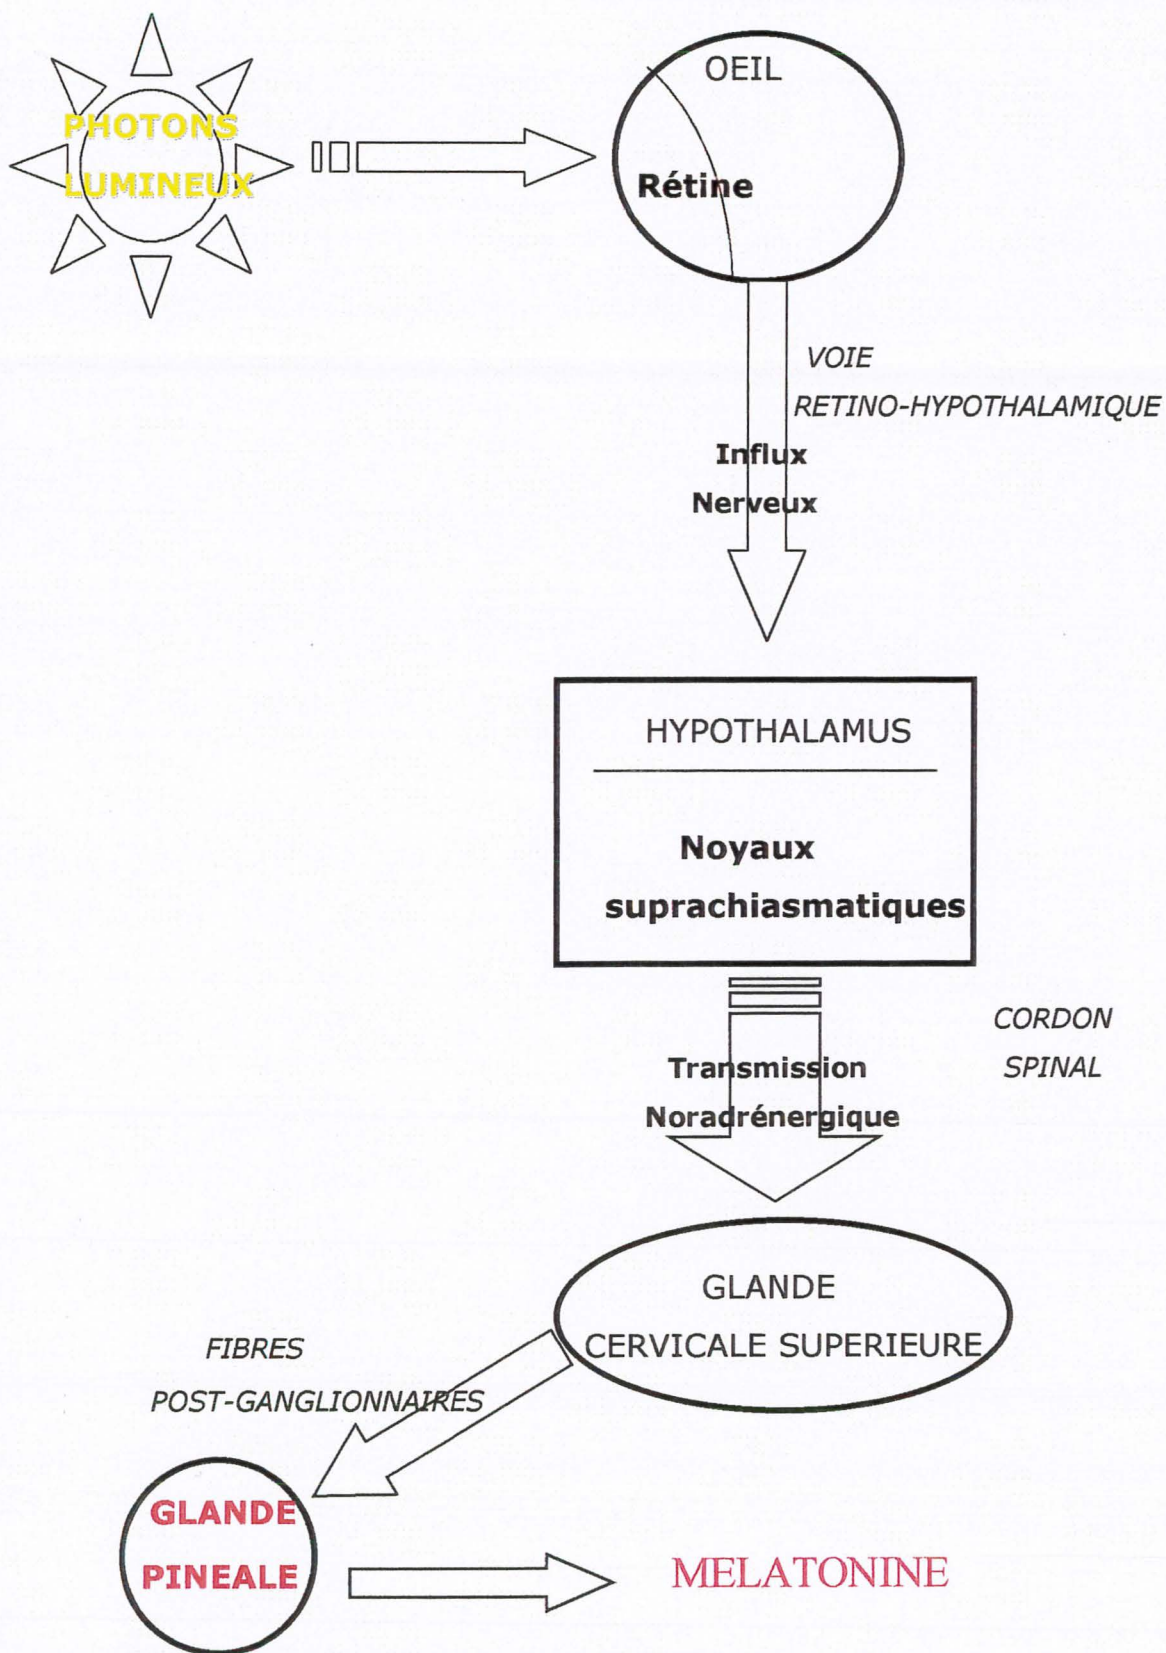 PHOTONS
LUMINEUX
OEIL
Rétine
VOIE
RETINO-HYPOTHALAMIQUE
Influx
Nerveux
HYPOTHALAMUS
Noyaux
suprachiasmatiques
CORDON
SPINAL
Transmission
Noradrénergique
GLANDE
CERVICALE SUPERIEURE
FIBRES
POST-GANGLIONNAIRES
GLANDE
PINEALE
MELATONINE